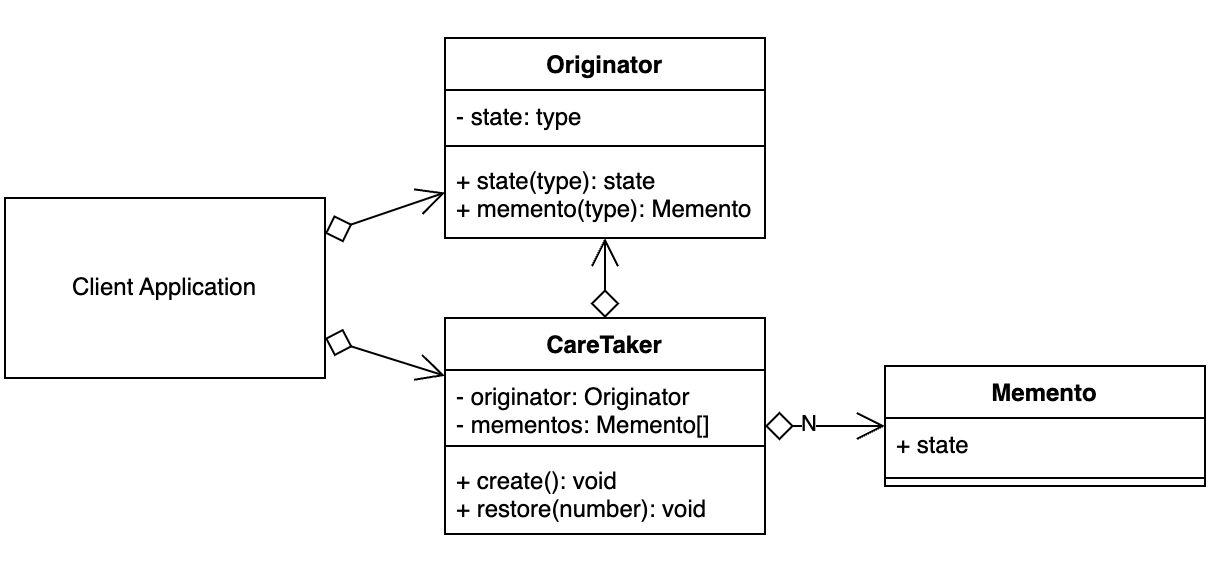 Originator
- state: type
+ state(type): state
+ memento(type): Memento
Client Application
CareTaker
- originator: Originator
- mementos: Memento[]
+ create(): void
+ restore(number): void
N
Memento
+ state